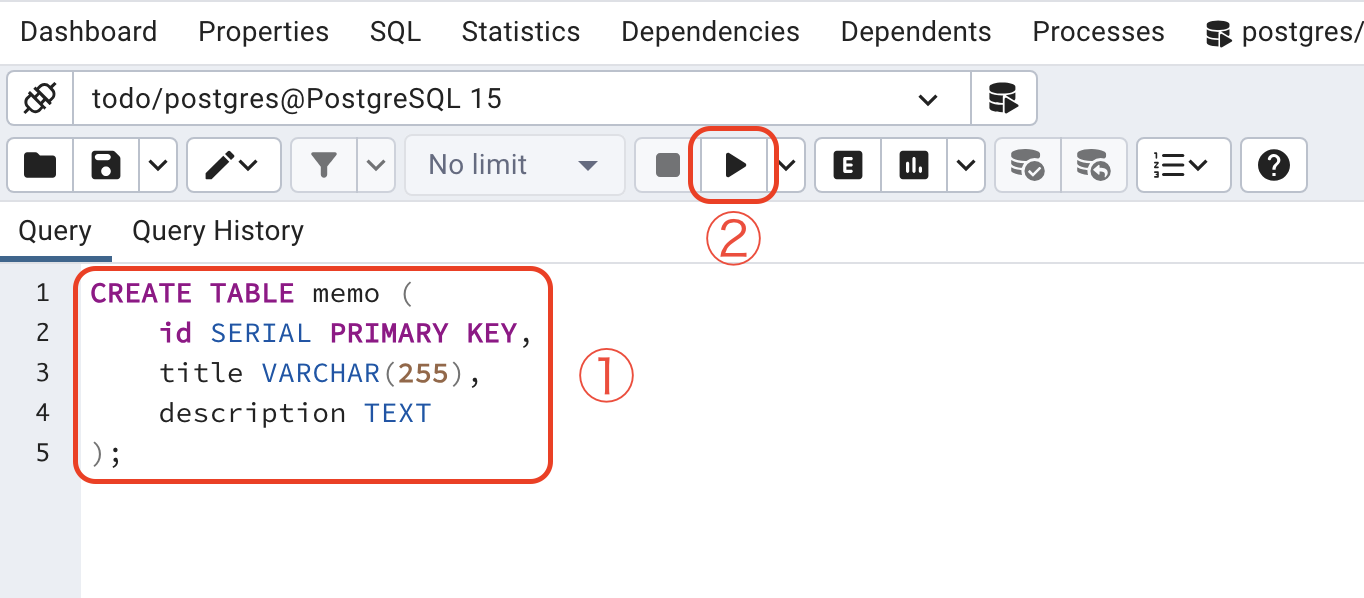 Dashboard Properties SQL Statistics Dependencies Dependents Processes postgres/
todo/postgres@PostgreSQL 15
No limit E ?
Query Query History
②
1 CREATE TABLE memo (
2 id SERIAL PRIMARY KEY,
3 title VARCHAR(255),
①
4 description TEXT
5 );